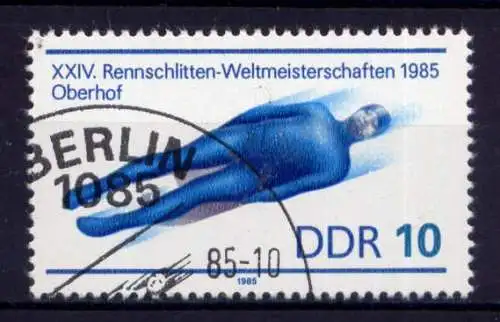 XXIV. Rennschlitten-Weltmeisterschaften 1985
Oberhof
BERLIN
1085
85-10
DDR 10
1985